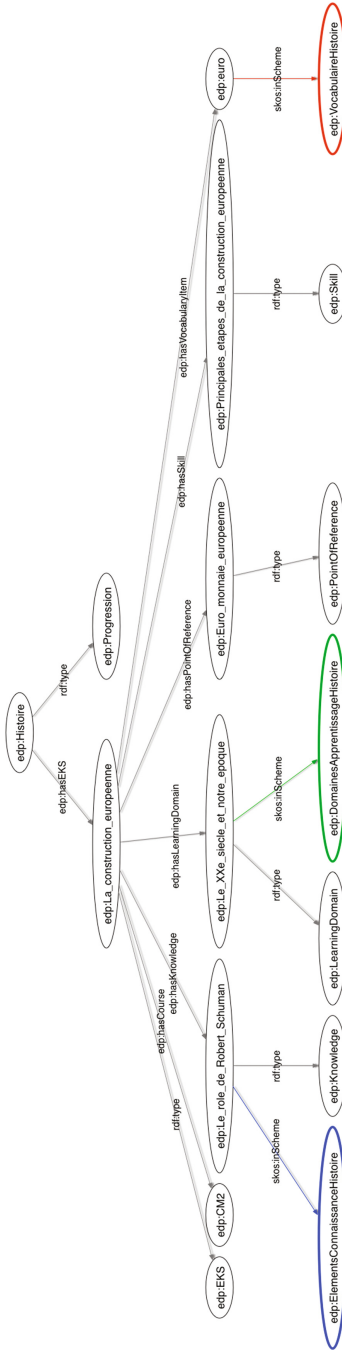 edp:Histoire
edp:hasEKS
rdf:type
edp:La_construction_europeenne
edp:Progression
rdf:type
edp:hasCourse
edp:hasKnowledge
edp:hasLearningDomain
edp:hasPointOfReference
edp:hasSkill
edp:hasVocabularyItem
edp:EKS
edp:CM2
edp:Le_role_de_Robert_Schuman
edp:Le_XXe_siecle_et_notre_epoque
edp:Euro_monnaie_europeenne
edp:Principales_etapes_de_la_construction_europeenne
edp:euro
skos:inScheme
rdf:type
rdf:type
skos:inScheme
rdf:type
rdf:type
skos:inScheme
edp:ElementsConnaissanceHistoire
edp:Knowledge
edp:LearningDomain
edp:DomainesApprentissageHistoire
edp:PointOfReference
edp:Skill
edp:VocabulaireHistoire